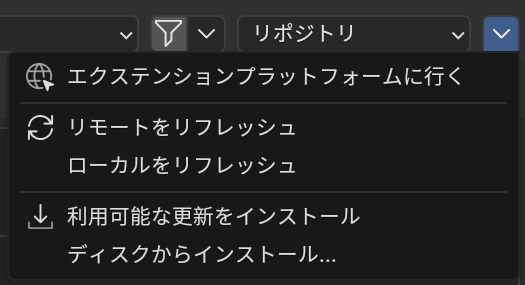 リポジトリ
エクステンションプラットフォームに行く
リモートをリフレッシュ
ローカルをリフレッシュ
利用可能な更新をインストール
ディスクからインストール...